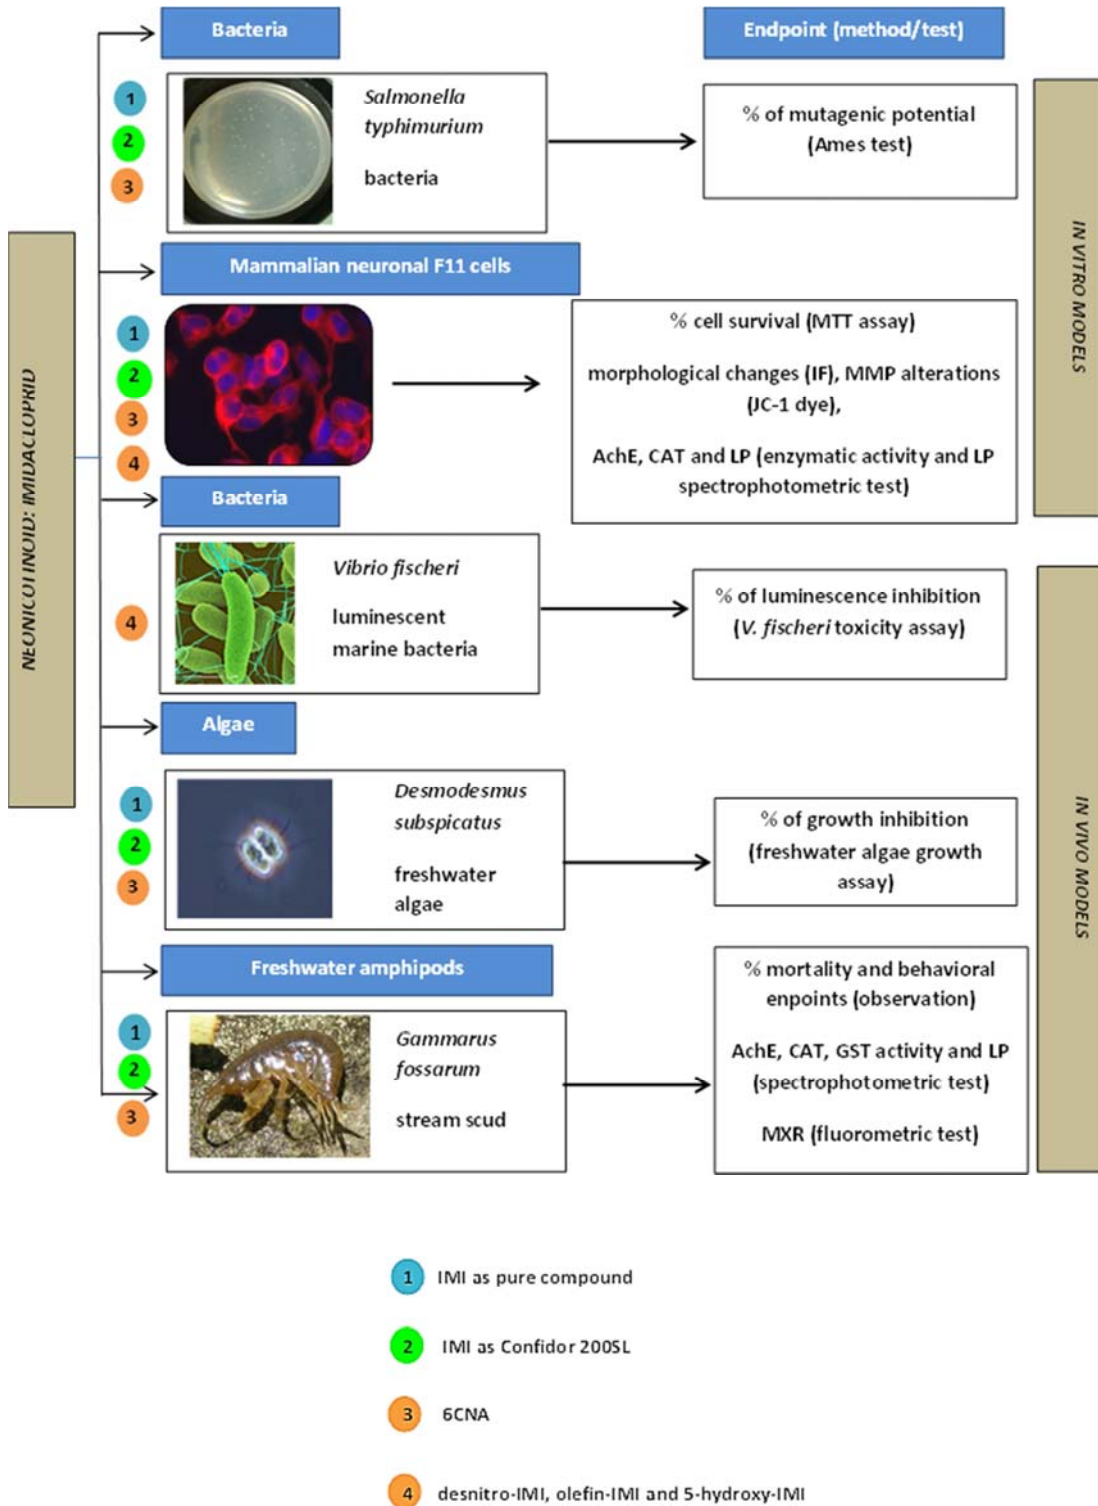 Bacteria
Endpoint (method/test)
1
2
3
Salmonella
typhimurium
bacteria
% of mutagenic potential
(Ames test)
IN VITRO MODELS
NEONICOTINOID: IMIDACLOPRID
Mammalian neuronal F11 cells
1
2
3
4
% cell survival (MTT assay)
morphological changes (IF), MMP alterations
(JC-1 dye),
AchE, CAT and LP (enzymatic activity and LP
spectrophotometric test)
Bacteria
4
Vibrio fischeri
luminescent
marine bacteria
% of luminescence inhibition
(V. fischeri toxicity assay)
IN VIVO MODELS
Algae
1
2
3
Desmodesmus
subspicatus
freshwater
algae
% of growth inhibition
(freshwater algae growth
assay)
Freshwater amphipods
1
2
3
Gammarus
fossarum
stream scud
% mortality and behavioral
enpoints (observation)
AchE, CAT, GST activity and LP
(spectrophotometric test)
MXR (fluorometric test)
1 IMI as pure compound
2 IMI as Confidor 200SL
3 6CNA
4 desnitro-IMI, olefin-IMI and 5-hydroxy-IMI